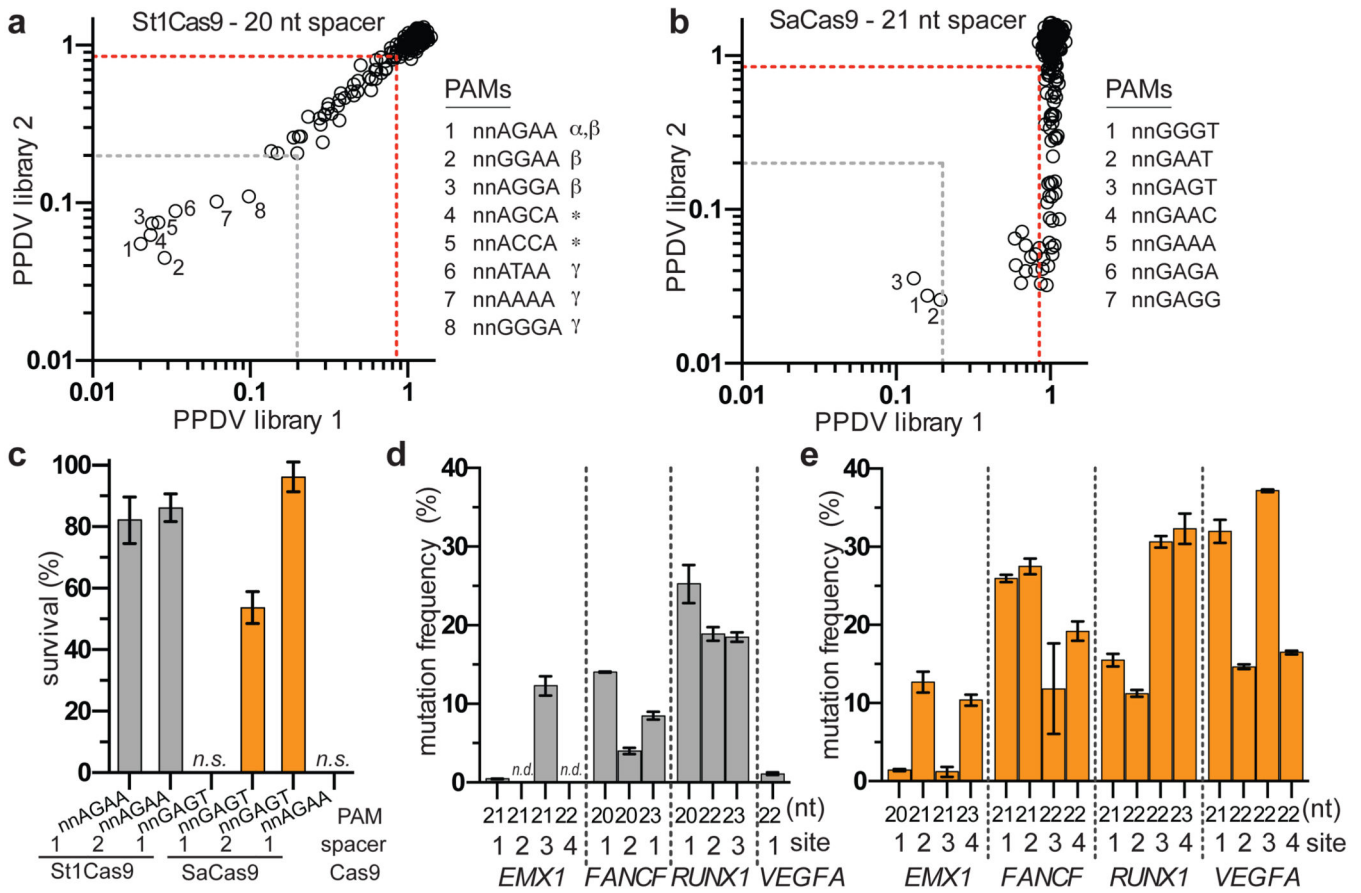 a
St1Cas9 - 20 nt spacer
PPDV library 2
1
0.1
0.01
0.01
0.1
1
PPDV library 1
1
2
3
4
5
6
7
8
PAMs
1 nnAGAA α,β
2 nnGGAA β
3 nnAGGA β
4 nnAGCA *
5 nnACCA *
6 nnATAA γ
7 nnAAAA γ
8 nnGGGA γ
b
SaCas9 - 21 nt spacer
PPDV library 2
1
0.1
0.01
0.01
0.1
1
PPDV library 1
3
1
2
PAMs
1 nnGGGT
2 nnGAAT
3 nnGAGT
4 nnGAAC
5 nnGAAA
6 nnGAGA
7 nnGAGG
c
survival (%)
100
80
60
40
20
0
n.s.
n.s.
nnAGAA nnAGAA nnGAGT nnGAGT nnGAGT nnAGAA PAM
1 2 1 1 2 1 spacer
St1Cas9 SaCas9 Cas9
d
mutation frequency (%)
40
30
20
10
0
n.d.
n.d.
21 21 21 22 20 20 23 20 22 23 22 (nt)
1 2 3 4 1 2 1 1 2 3 1 site
EMX1 FANCF RUNX1 VEGFA
e
mutation frequency (%)
40
30
20
10
0
20 21 21 23 21 21 22 22 21 22 22 22 21 22 22 22 (nt)
1 2 3 4 1 2 3 4 1 2 3 4 1 2 3 4 site
EMX1 FANCF RUNX1 VEGFA